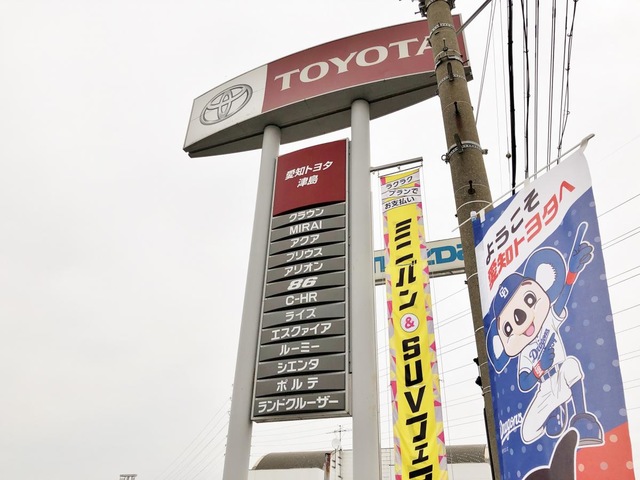 TOYOTA
愛知トヨタ
津島
クラウン
MIRAI
アクア
プリウス
アリオン
86
C-HR
ライズ
エスクァイア
ルーミー
シエンタ
ポルテ
ランドクルーザー
ラクラク
プランで
お支払い
ミニバン&SUVフェ
mazda
ようこそ
愛知トヨタへ
CD
Dragons
Dragons